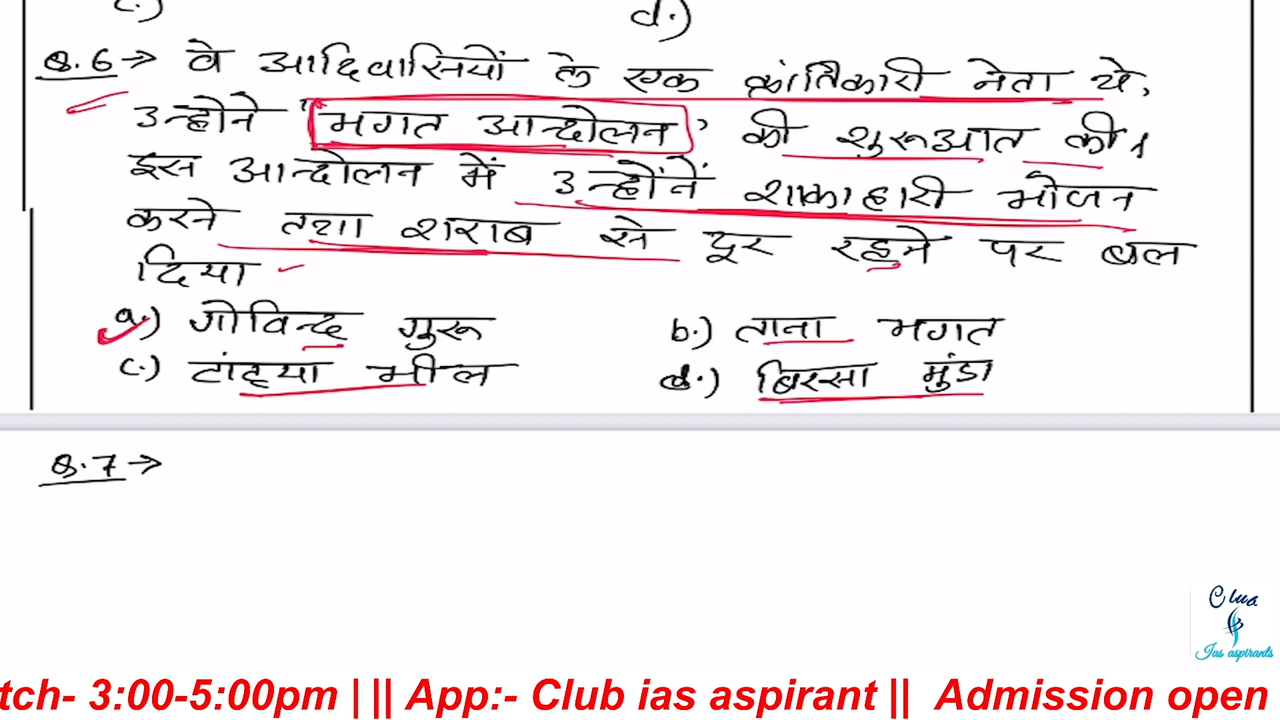 c.) d.)
Q.6→ वे आदिवासियों के एक क्रांतिकारी नेता थे,
उन्होने "भगत आन्दोलन" की शुरूआत की।
इस आन्दोलन में उन्होंनें शाकाहारी भोजन
करने तथा शराब से दूर रहने पर बल
दिया
a.) गोविन्द गुरू b.) ताना भगत
c.) टांट्या भील d.) बिरसा मुंडा
Q.7→
Club
Ias aspirants
tch- 3:00-5:00pm | || App:- Club ias aspirant || Admission open